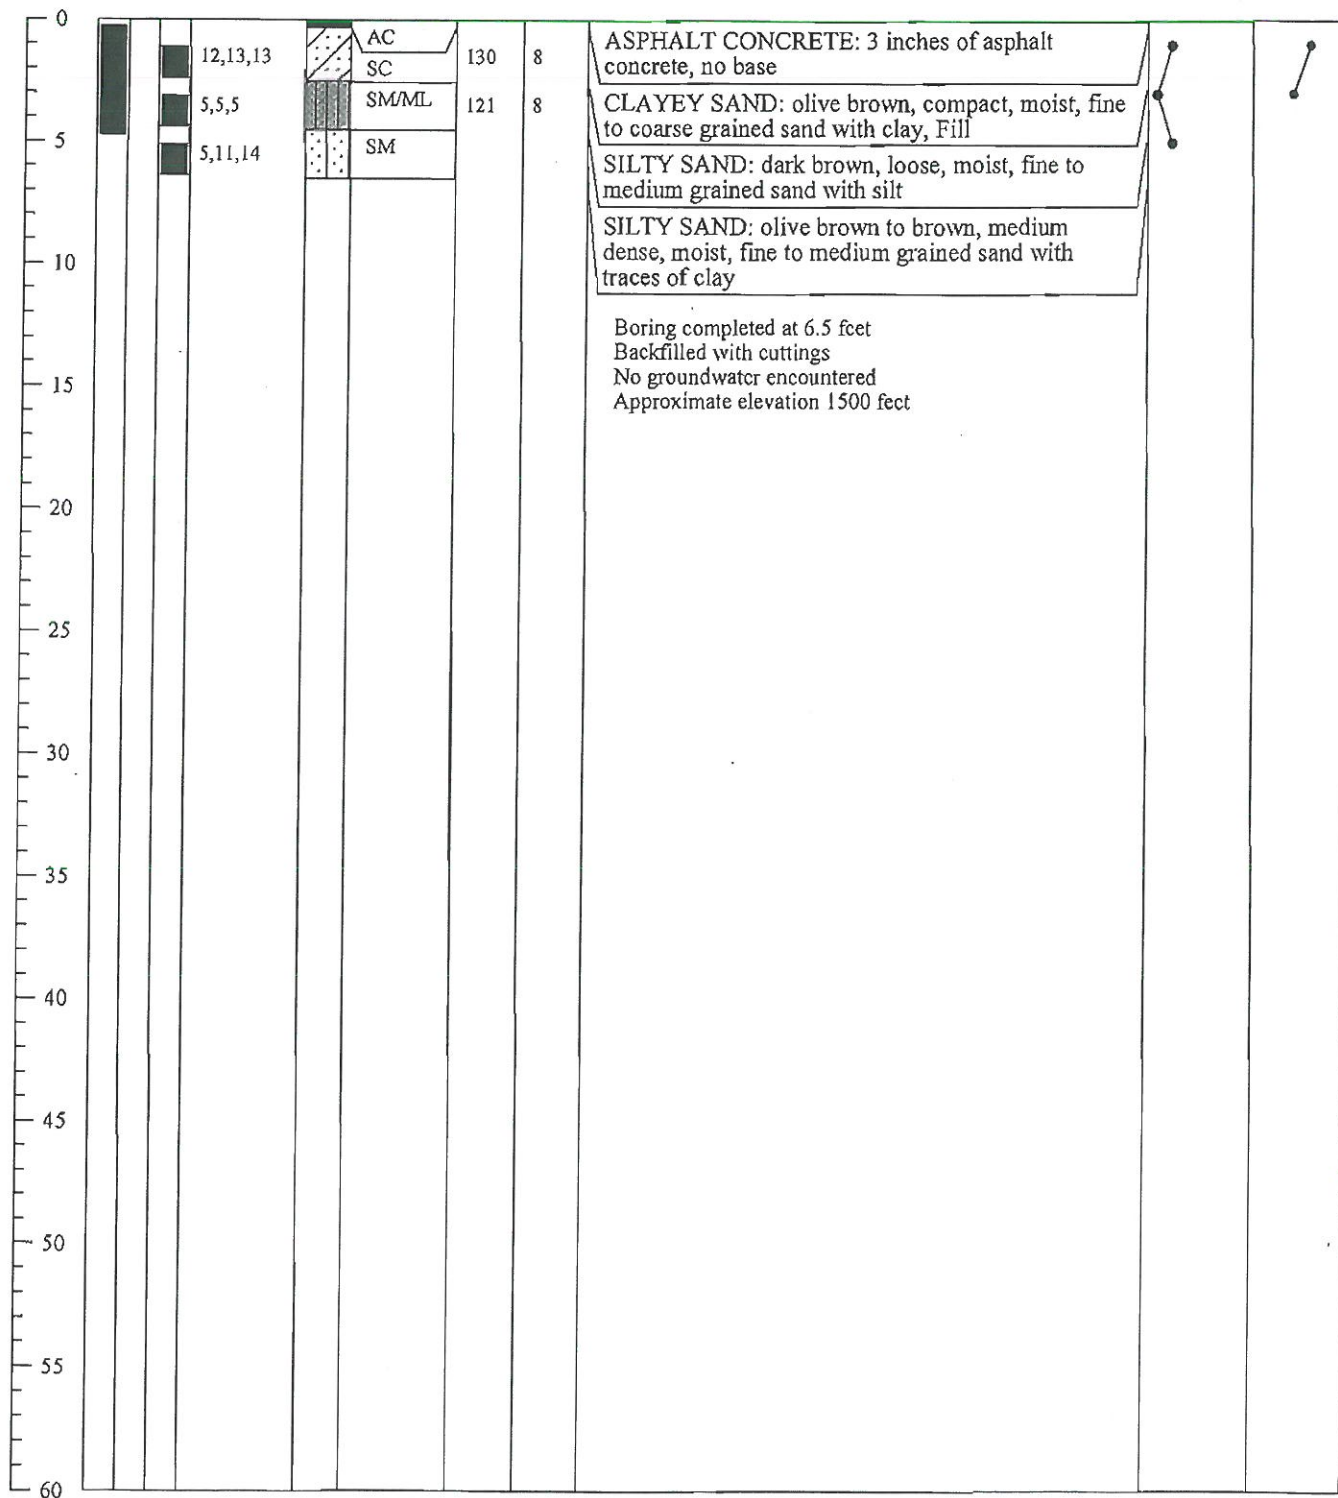 0
5
10
15
20
25
30
35
40
45
50
55
60
12,13,13
5,5,5
5,11,14
AC
SC
SM/ML
SM
130
121
8
8
ASPHALT CONCRETE: 3 inches of asphalt
concrete, no base
CLAYEY SAND: olive brown, compact, moist, fine
to coarse grained sand with clay, Fill
SILTY SAND: dark brown, loose, moist, fine to
medium grained sand with silt
SILTY SAND: olive brown to brown, medium
dense, moist, fine to medium grained sand with
traces of clay
Boring completed at 6.5 feet
Backfilled with cuttings
No groundwater encountered
Approximate elevation 1500 feet